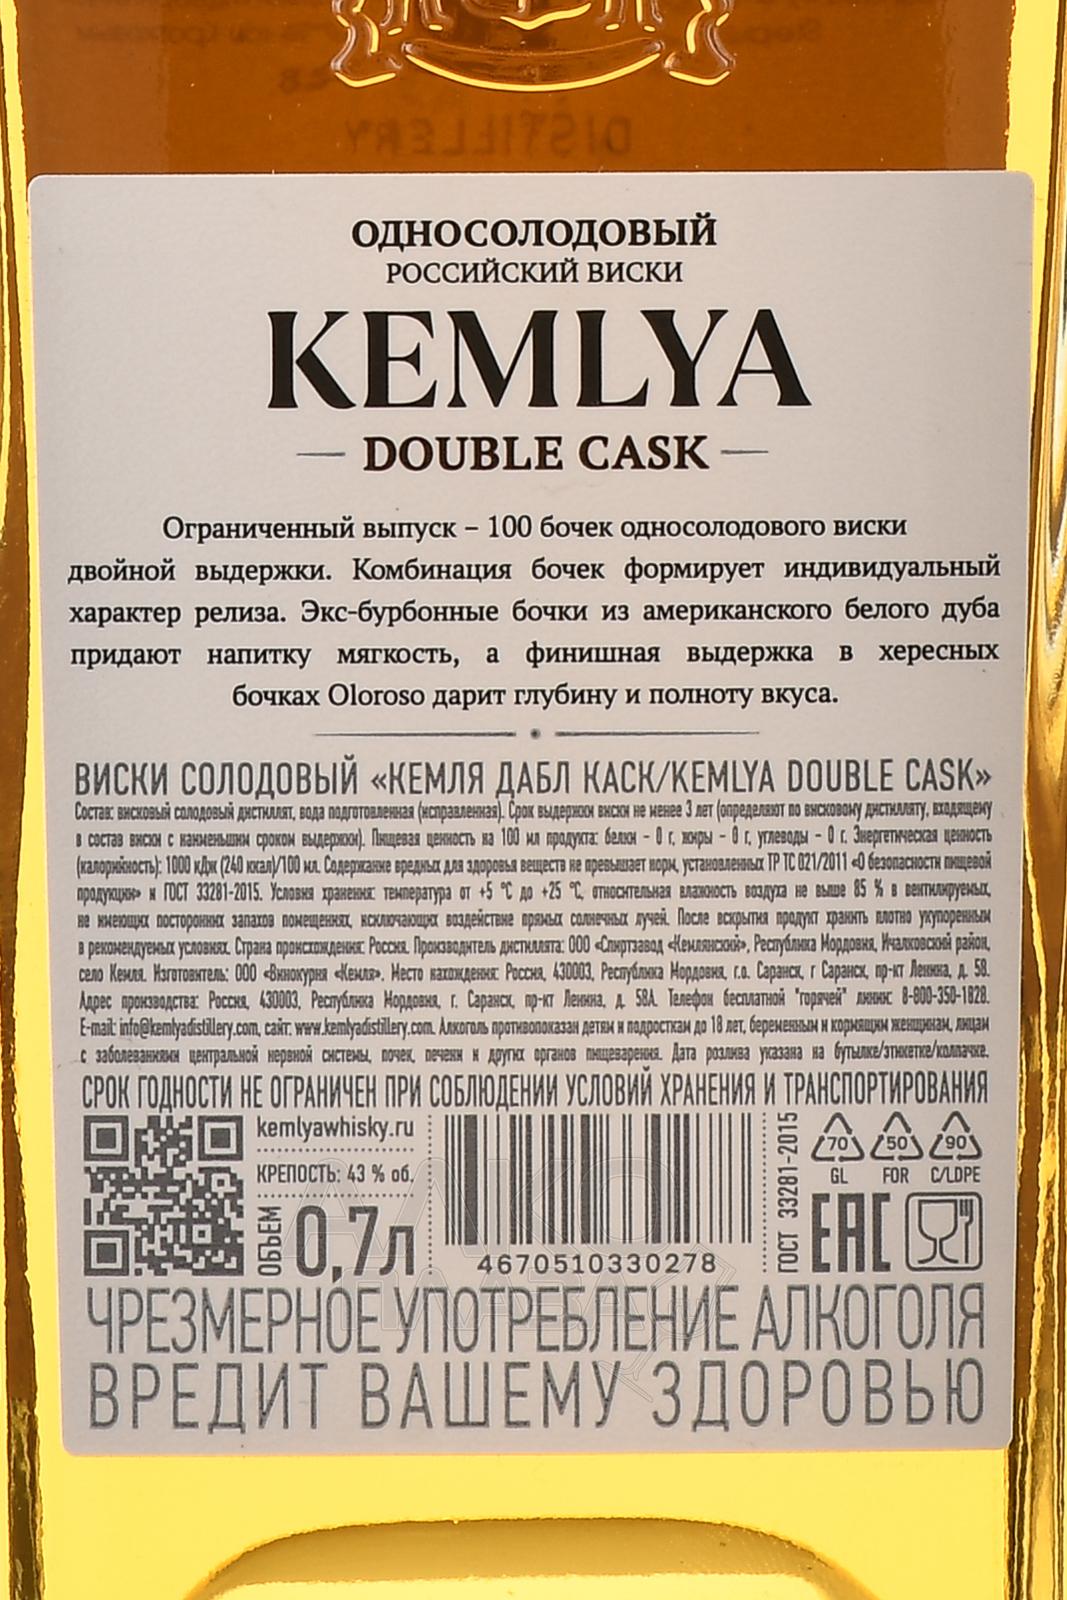 DISTILLERY
ОДНОСОЛОДОВЫЙ
РОССИЙСКИЙ ВИСКИ
KEMLYA
DOUBLE CASK
Ограниченный выпуск – 100 бочек односолодового виски
двойной выдержки. Комбинация бочек формирует индивидуальный
характер релиза. Экс-бурбонные бочки из американского белого дуба
придают напитку мягкость, а финишная выдержка в хересных
бочках Oloroso дарит глубину и полноту вкуса.
ВИСКИ СОЛОДОВЫЙ «КЕМЛЯ ДАБЛ КАСК/KEMLYA DOUBLE CASK»
Состав: висковый солодовый дистиллят, вода подготовленная (исправленная). Срок выдержки виски не менее 3 лет (определяют по висковому дистилляту, входящему
в состав виски с наименьшим сроком выдержки). Пищевая ценность на 100 мл продукта: белки – 0 г, жиры – 0 г, углеводы – 0 г. Энергетическая ценность
(калорийность): 1000 кДж (240 ккал)/100 мл. Содержание вредных для здоровья веществ не превышает норм, установленных ТР ТС 021/2011 «О безопасности пищевой
продукции» и ГОСТ 33281-2015. Условия хранения: температура от +5 °С до +25 °С, относительная влажность воздуха не выше 85 % в вентилируемых,
не имеющих посторонних запахов помещениях, исключающих воздействие прямых солнечных лучей. После вскрытия продукт хранить плотно укупоренным
в рекомендуемых условиях. Страна происхождения: Россия. Производитель дистиллята: ООО «Спиртзавод «Кемлянский», Республика Мордовия, Ичалковский район,
село Кемля. Изготовитель: ООО «Винокурня «Кемля». Место нахождения: Россия, 430003, Республика Мордовия, г.о. Саранск, г Саранск, пр-кт Ленина, д. 58.
Адрес производства: Россия, 430003, Республика Мордовия, г. Саранск, пр-кт Ленина, д. 58А. Телефон бесплатной "горячей" линии: 8-800-350-1828.
E-mail: info@kemlyadistillery.com, сайт: www.kemlyadistillery.com. Алкоголь противопоказан детям и подросткам до 18 лет, беременным и кормящим женщинам, лицам
с заболеваниями центральной нервной системы, почек, печени и других органов пищеварения. Дата розлива указана на бутылке/этикетке/колпачке.
СРОК ГОДНОСТИ НЕ ОГРАНИЧЕН ПРИ СОБЛЮДЕНИИ УСЛОВИЙ ХРАНЕНИЯ И ТРАНСПОРТИРОВАНИЯ
kemlyawhisky.ru
КРЕПОСТЬ: 43 % об.
ОБЪЕМ
0,7л
4670510330278
ГОСТ 33281-2015
70 50 90
GL FOR C/LDPE
EAC
ЧРЕЗМЕРНОЕ УПОТРЕБЛЕНИЕ АЛКОГОЛЯ
ВРЕДИТ ВАШЕМУ ЗДОРОВЬЮ